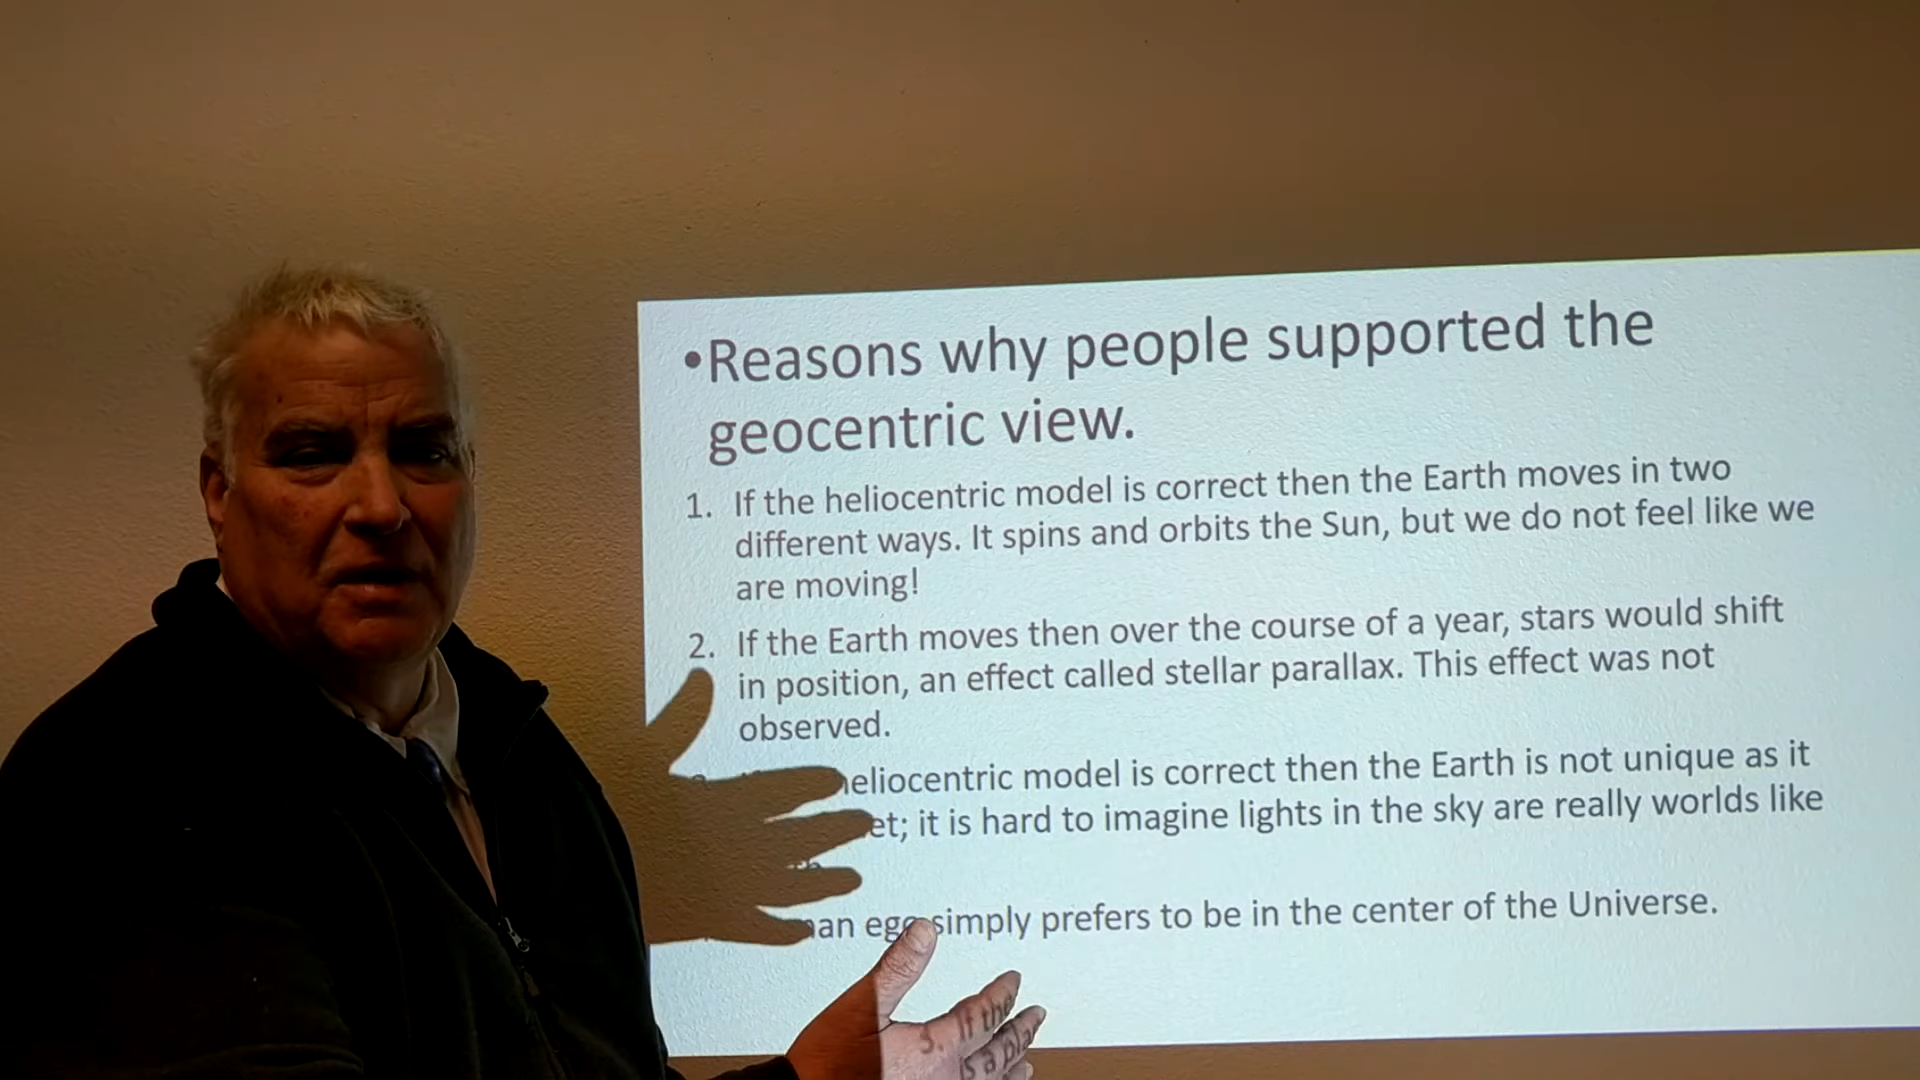 •Reasons why people supported the
geocentric view.
1. If the heliocentric model is correct then the Earth moves in two
different ways. It spins and orbits the Sun, but we do not feel like we
are moving!
2. If the Earth moves then over the course of a year, stars would shift
in position, an effect called stellar parallax. This effect was not
observed.
3. If the heliocentric model is correct then the Earth is not unique as it
is a planet; it is hard to imagine lights in the sky are really worlds like
ego simply prefers to be in the center of the Universe.